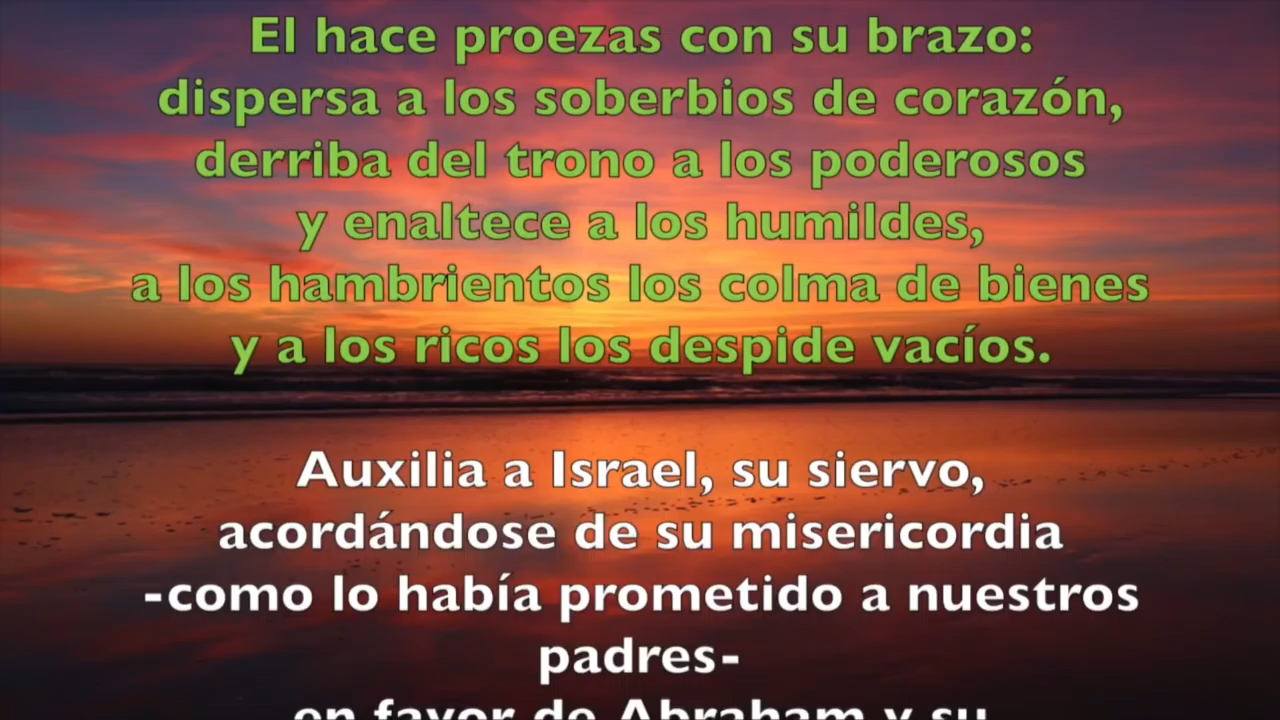 El hace proezas con su brazo:
dispersa a los soberbios de corazón,
derriba del trono a los poderosos
y enaltece a los humildes,
a los hambrientos los colma de bienes
y a los ricos los despide vacíos.
Auxilia a Israel, su siervo,
acordándose de su misericordia
-como lo había prometido a nuestros
padres-
en favor de Abraham y su